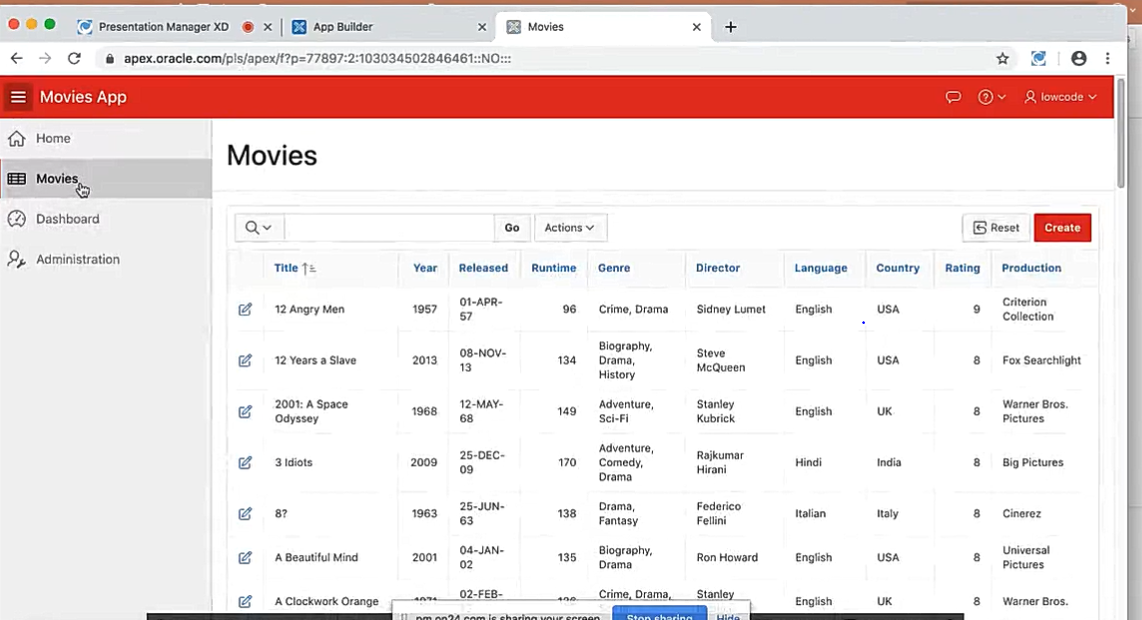 Presentation Manager XD
App Builder
Movies
apex.oracle.com/pls/apex/f?p=77897:2:103034502846461::NO:::
Movies App
lowcode
Home
Movies
Dashboard
Administration
Movies
Go
Actions
Reset
Create
Title Year Released Runtime Genre Director Language Country Rating Production
12 Angry Men 1957 01-APR-57 96 Crime, Drama Sidney Lumet English USA 9 Criterion Collection
12 Years a Slave 2013 08-NOV-13 134 Biography, Drama, History Steve McQueen English USA 8 Fox Searchlight
2001: A Space Odyssey 1968 12-MAY-68 149 Adventure, Sci-Fi Stanley Kubrick English UK 8 Warner Bros. Pictures
3 Idiots 2009 25-DEC-09 170 Adventure, Comedy, Drama Rajkumar Hirani Hindi India 8 Big Pictures
8? 1963 25-JUN-63 138 Drama, Fantasy Federico Fellini Italian Italy 8 Cinerez
A Beautiful Mind 2001 04-JAN-02 135 Biography, Drama Ron Howard English USA 8 Universal Pictures
A Clockwork Orange 02-FEB- Crime, Drama, Stanley English UK 8 Warner Bros.
pm.on24.com is sharing your screen. Stop sharing Hide